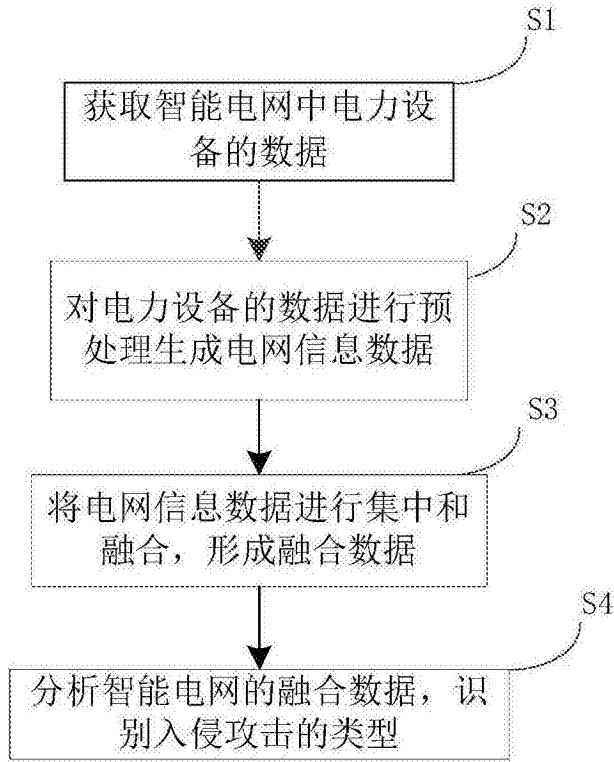 S1
获取智能电网中电力设
备的数据
S2
对电力设备的数据进行预
处理生成电网信息数据
S3
将电网信息数据进行集中和
融合，形成融合数据
S4
分析智能电网的融合数据，识
别入侵攻击的类型